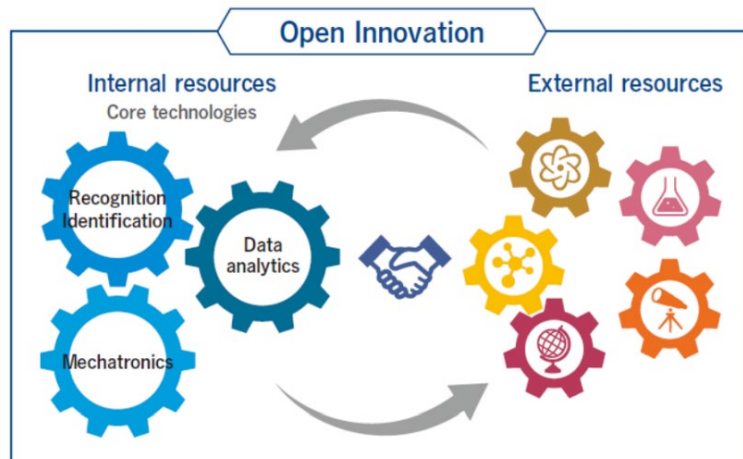 Open Innovation
Internal resources
Core technologies
External resources
Recognition
Identification
Data
analytics
Mechatronics